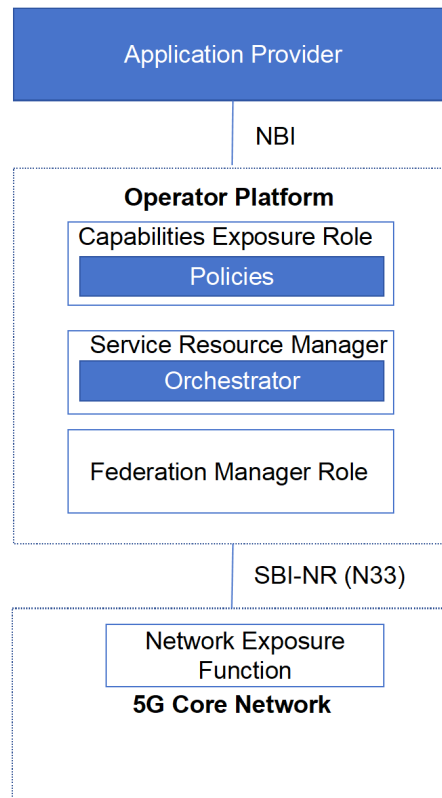 Application Provider
NBI
Operator Platform
Capabilities Exposure Role
Policies
Service Resource Manager
Orchestrator
Federation Manager Role
SBI-NR (N33)
Network Exposure
Function
5G Core Network